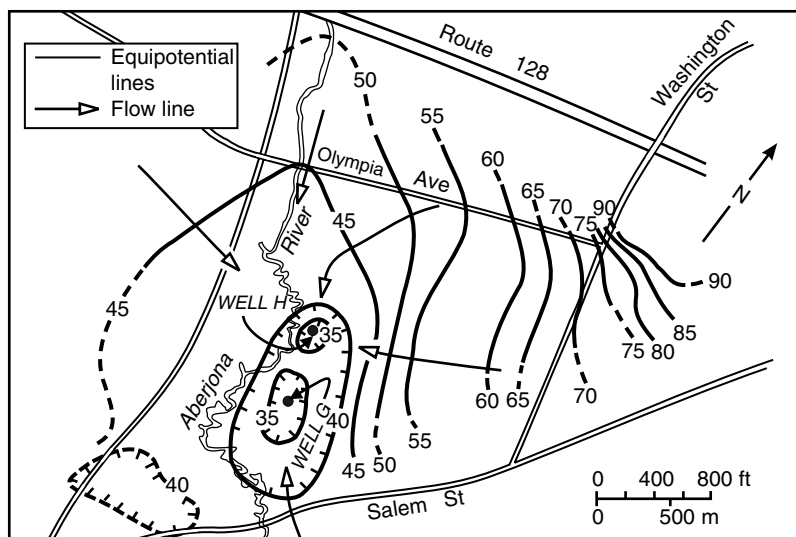 Equipotential
lines
Flow line
Route 128
Washington
St
N
50
55
Olympia Ave
60
65
70
75
90
45
River
45
WELL H
90
35
85
80
75
70
Aberjona
65
60
35
WELL G
40
55
50
45
40
Salem St
0 400 800 ft
0 500 m